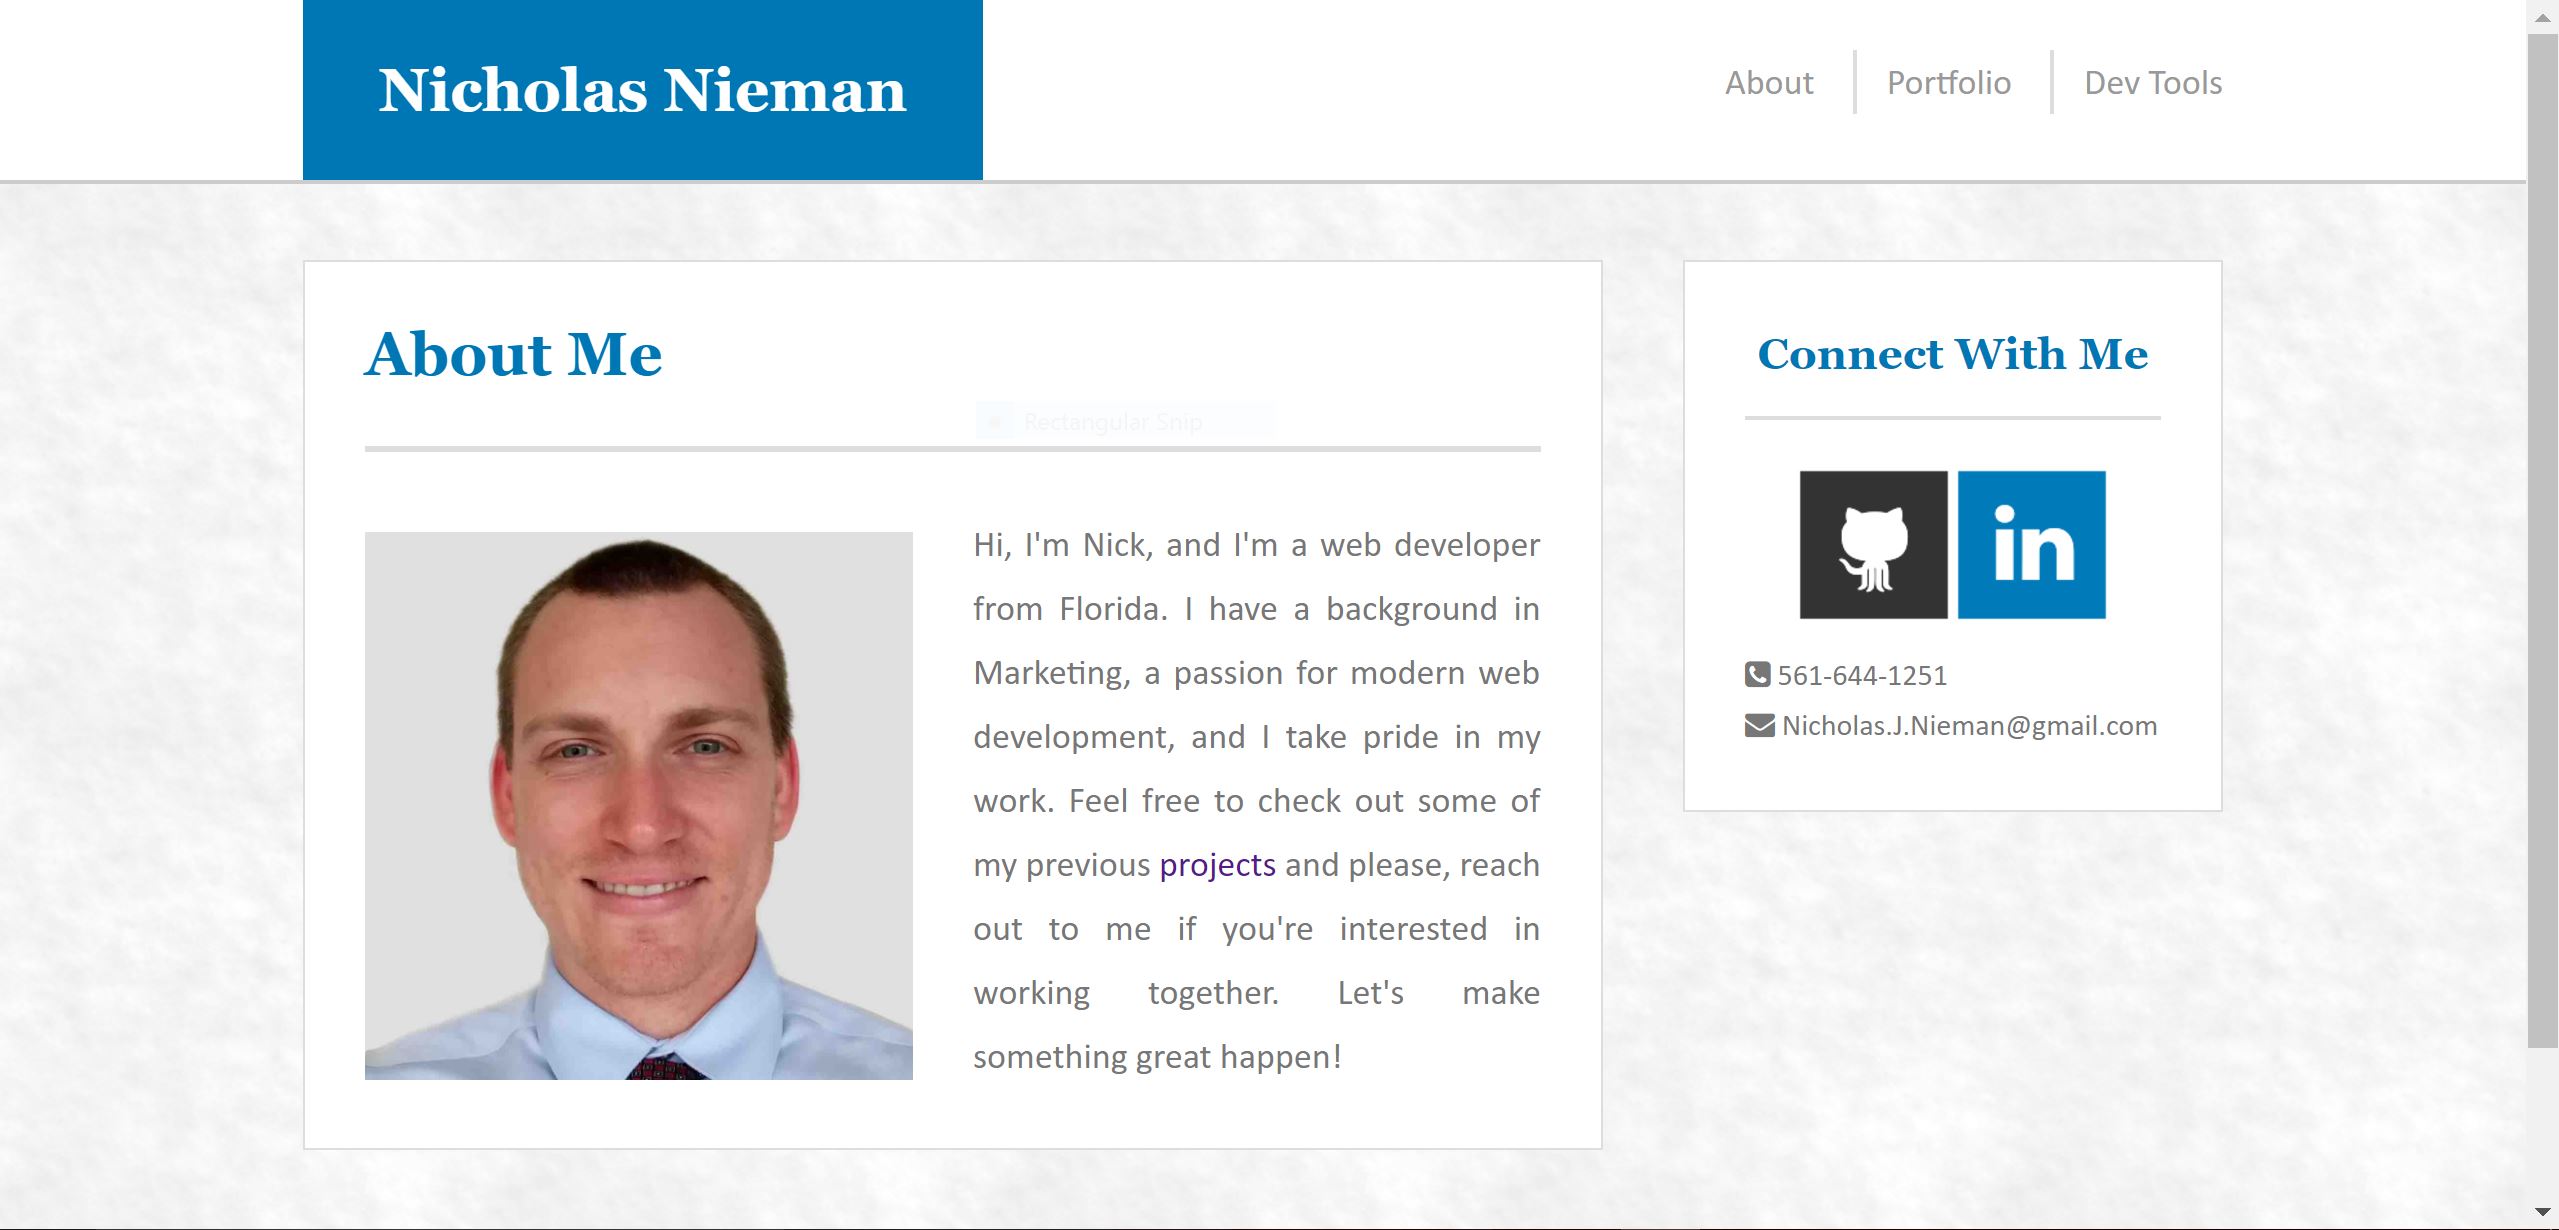 Nicholas Nieman
About
Portfolio
Dev Tools
About Me
Rectangular Snip
Hi, I'm Nick, and I'm a web developer
from Florida. I have a background in
Marketing, a passion for modern web
development, and I take pride in my
work. Feel free to check out some of
my previous projects and please, reach
out to me if you're interested in
working together. Let's make
something great happen!
Connect With Me
in
561-644-1251
Nicholas.J.Nieman@gmail.com